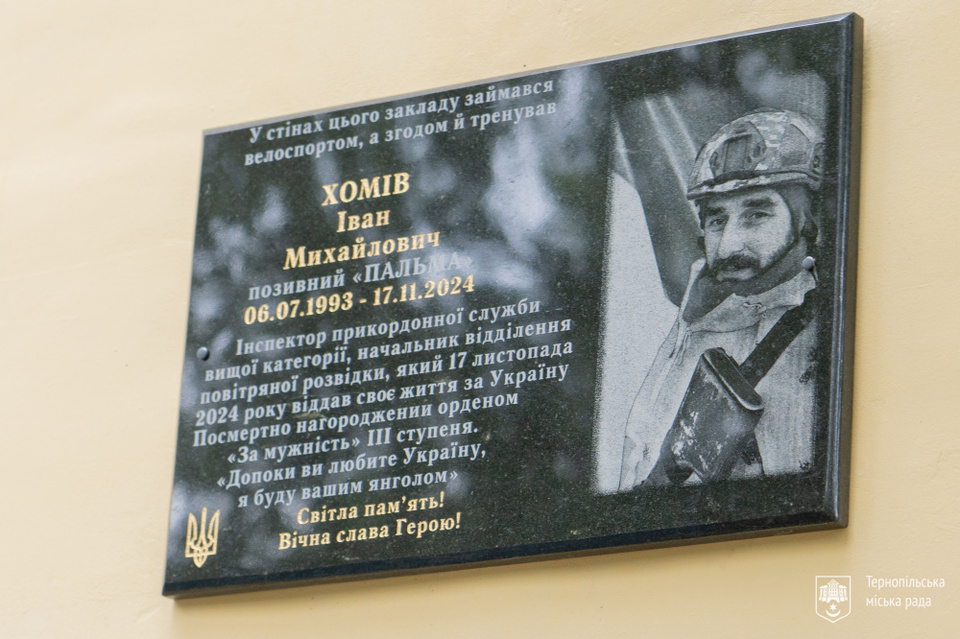 У стінах цього закладу займався
велоспортом, а згодом й тренував
ХОМІВ
Іван
Михайлович
позивний «ПАЛЬМА»
06.07.1993 - 17.11.2024
Інспектор прикордонної служби
вищої категорії, начальник відділення
повітряної розвідки, який 17 листопада
2024 року віддав своє життя за Україну
Посмертно нагороджении орденом
«За мужність» ІІІ ступеня.
«Допоки ви любите Україну,
я буду вашим янголом»
Світла пам'ять!
Вічна слава Герою!
Тернопільська
міська рада